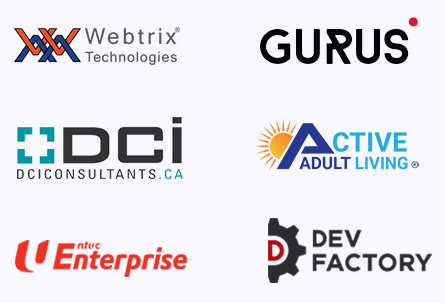 Webtrix®
Technologies
GURUS
DCi
DCICONSULTANTS.CA
ACTIVE
ADULT LIVING®
U
ntuc
Enterprise
D
DEV
FACTORY